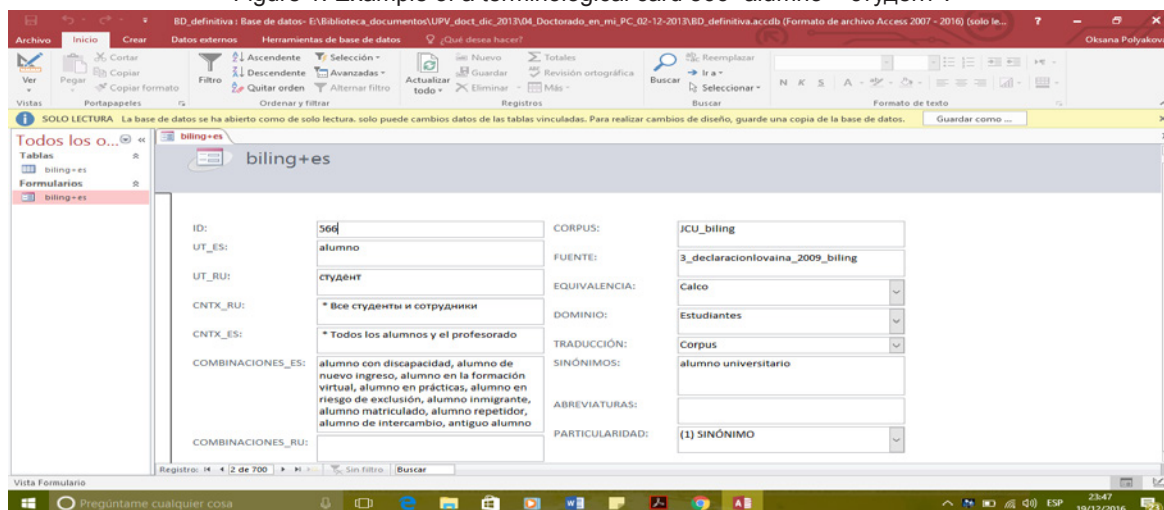 Figure 4. Example of a terminological card 566 "alumno – студент".
BD_definitiva : Base de datos- E:\Biblioteca_documentos\UPV_doct_dic_2013\04_Doctorado_en_mi_PC_02-12-2013\BD_definitiva.accdb (Formato de archivo Access 2007 - 2016) (solo le...
Archivo Inicio Crear Datos externos Herramientas de base de datos ¿Qué desea hacer? Oksana Polyakov
Ver
Pegar
Cortar
Copiar
Copiar formato
Filtro
Ascendente
Descendente
Quitar orden
Selección
Avanzadas
Alternar filtro
Actualizar todo
Nuevo
Guardar
Eliminar
Totales
Revisión ortográfica
Más
Buscar
Reemplazar
Ir a
Seleccionar
N K S A
Vistas Portapapeles Ordenar y filtrar Registros Buscar Formato de texto
SOLO LECTURA La base de datos se ha abierto como de solo lectura. solo puede cambios datos de las tablas vinculadas. Para realizar cambios de diseño, guarde una copia de la base de datos. Guardar como ...
Todos los o...
Tablas
biling+es
Formularios
biling+es
biling+es
biling+es
ID: 566
UT_ES: alumno
UT_RU: студент
CNTX_RU: * Все студенты и сотрудники
CNTX_ES: * Todos los alumnos y el profesorado
COMBINACIONES_ES: alumno con discapacidad, alumno de
nuevo ingreso, alumno en la formación
virtual, alumno en prácticas, alumno en
riesgo de exclusión, alumno inmigrante,
alumno matriculado, alumno repetidor,
alumno de intercambio, antiguo alumno
COMBINACIONES_RU:
CORPUS: JCU_biling
FUENTE: 3_declaracionlovaina_2009_biling
EQUIVALENCIA: Calco
DOMINIO: Estudiantes
TRADUCCIÓN: Corpus
SINÓNIMOS: alumno universitario
ABREVIATURAS:
PARTICULARIDAD: (1) SINÓNIMO
Registro: 2 de 700 Sin filtro Buscar
Vista Formulario
Pregúntame cualquier cosa
ESP 23:47
19/12/2016